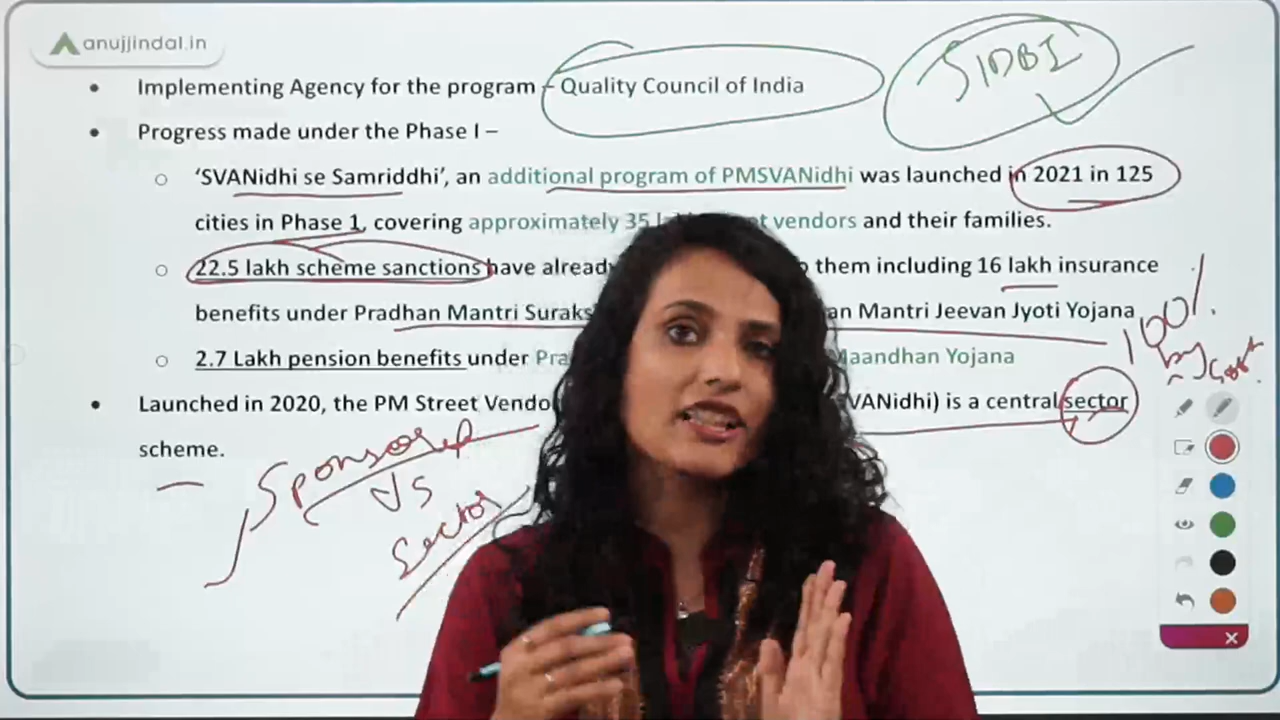 anujjindal.in
SIDBI
• Implementing Agency for the program – Quality Council of India
• Progress made under the Phase I –
○ ‘SVANidhi se Samriddhi’, an additional program of PMSVANidhi was launched in 2021 in 125
cities in Phase 1, covering approximately 35 vendors and their families.
○ 22.5 lakh scheme sanctions have already them including 16 lakh insurance
benefits under Pradhan Mantri Suraks an Mantri Jeevan Jyoti Yojana
○ 2.7 Lakh pension benefits under Pra Maandhan Yojana
100%
by Govt.
• Launched in 2020, the PM Street Vendo VANidhi) is a central sector
scheme.
Sponsored
Vs
Sector